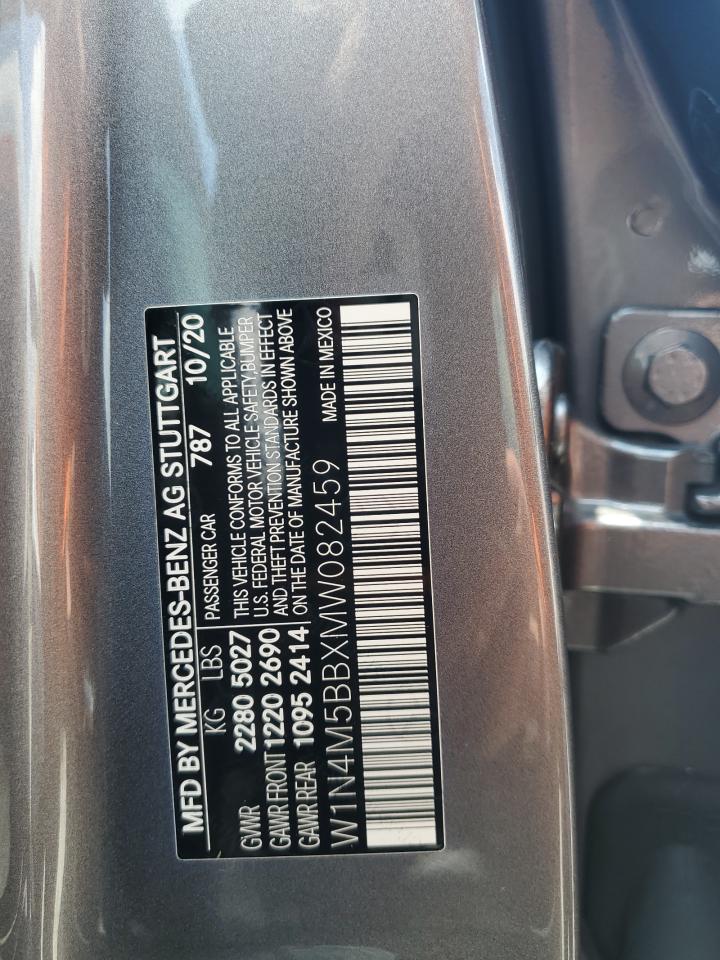 MFD BY MERCEDES-BENZ AG STUTTGART
KG LBS PASSENGER CAR 787 10/20
GVWR 2280 5027
GAWR FRONT 1220 2690
GAWR REAR 1095 2414
THIS VEHICLE CONFORMS TO ALL APPLICABLE
U.S. FEDERAL MOTOR VEHICLE SAFETY,BUMPER
AND THEFT PREVENTION STANDARDS IN EFFECT
ON THE DATE OF MANUFACTURE SHOWN ABOVE
W1N4M5BBXMW082459 MADE IN MEXICO